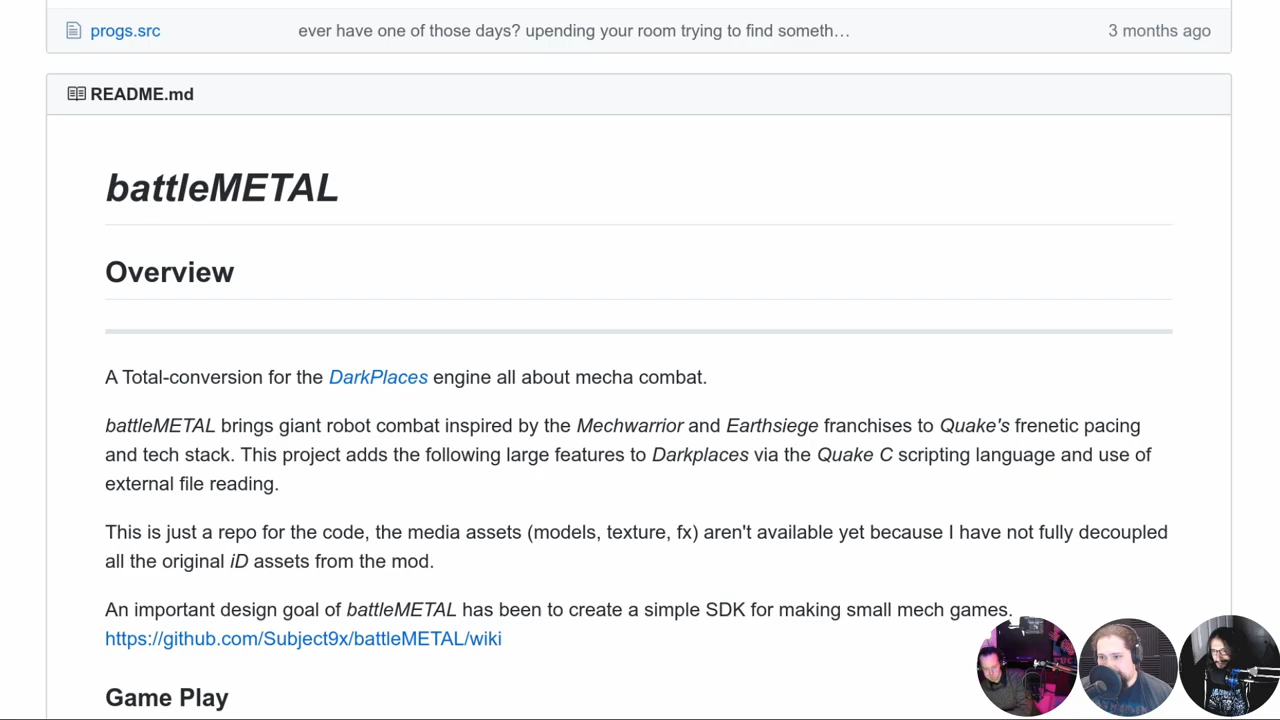 progs.src ever have one of those days? upending your room trying to find someth… 3 months ago
README.md
battleMETAL
Overview
A Total-conversion for the DarkPlaces engine all about mecha combat.
battleMETAL brings giant robot combat inspired by the Mechwarrior and Earthsiege franchises to Quake's frenetic pacing
and tech stack. This project adds the following large features to Darkplaces via the Quake C scripting language and use of
external file reading.
This is just a repo for the code, the media assets (models, texture, fx) aren't available yet because I have not fully decoupled
all the original iD assets from the mod.
An important design goal of battleMETAL has been to create a simple SDK for making small mech games.
https://github.com/Subject9x/battleMETAL/wiki
Game Play